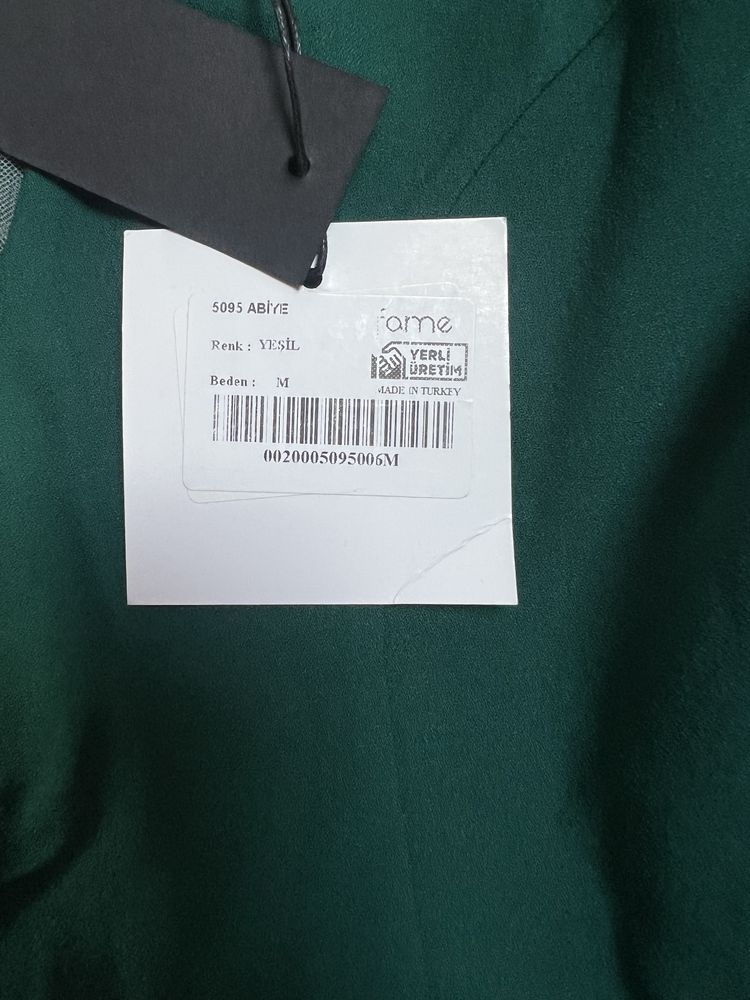 5095 ABİYE
fame
Renk : YEŞİL
YERLİ
ÜRETİM
Beden : M
MADE IN TURKEY
0020005095006M